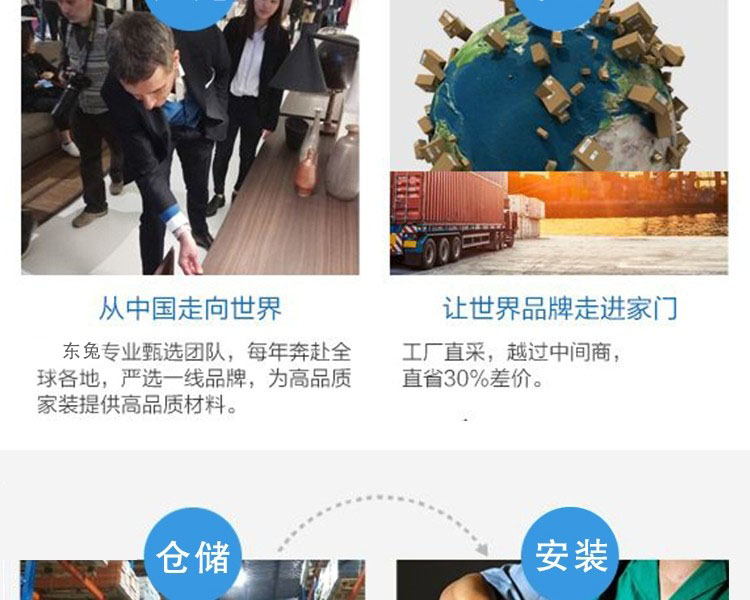 从中国走向世界
东兔专业甄选团队，每年奔赴全
球各地，严选一线品牌，为高品质
家装提供高品质材料。
让世界品牌走进家门
工厂直采，越过中间商，
直省30%差价。
仓储
安装